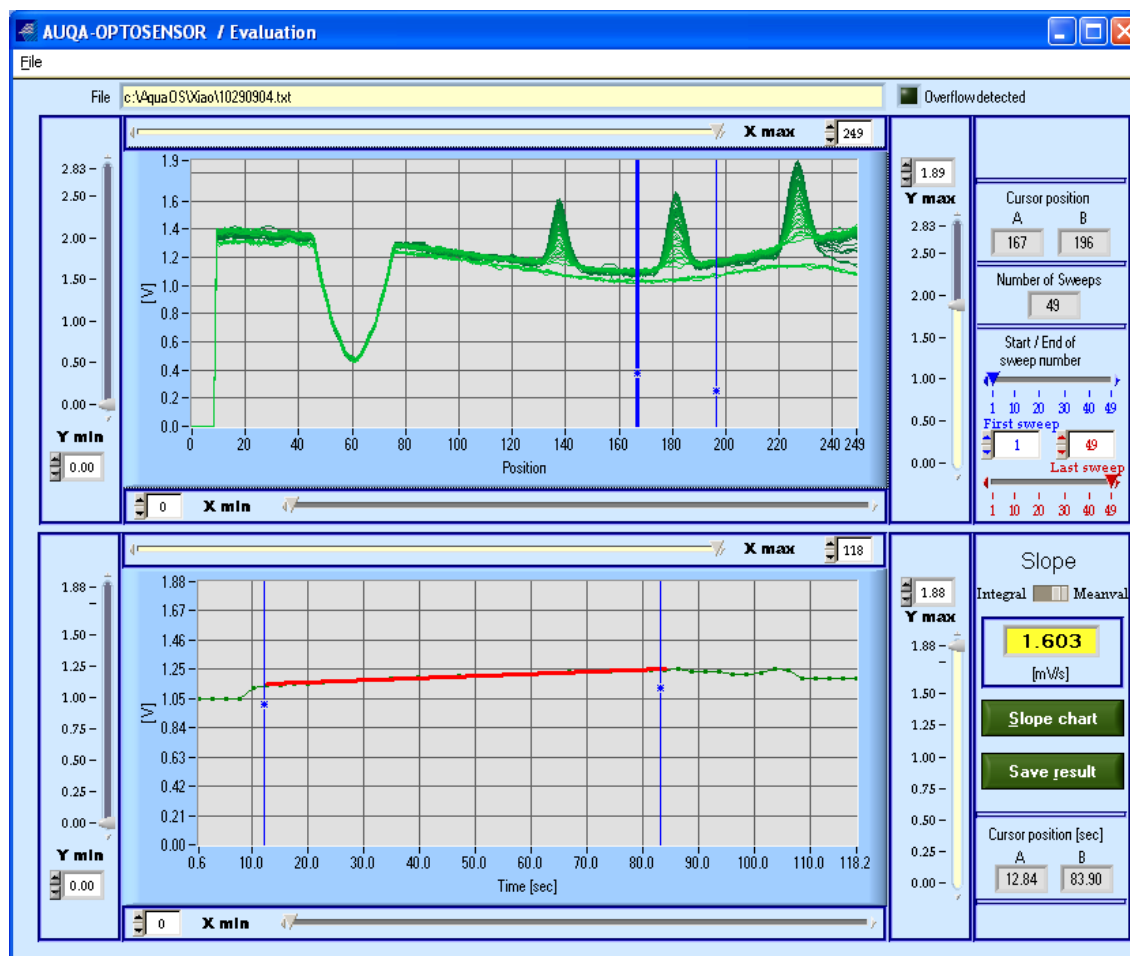 AUQA-OPTOSENSOR / Evaluation
File
File c:\AquaOS\Xiao\10290904.txt Overflow detected
X max 249
2.83
2.50
2.00
1.50
1.00
0.50
0.00
Y min
0.00
[V]
1.9
1.6
1.4
1.2
1.0
0.8
0.6
0.4
0.2
0.0
0 20 40 60 80 100 120 140 160 180 200 220 240 249
Position
0 X min
1.89
Y max
2.83
2.50
2.00
1.50
1.00
0.50
0.00
Cursor position
A B
167 196
Number of Sweeps
49
Start / End of
sweep number
1 10 20 30 40 49
First sweep
1 49
Last sweep
1 10 20 30 40 49
X max 118
1.88
1.50
1.25
1.00
0.75
0.50
0.25
0.00
Y min
0.00
[V]
1.88
1.67
1.46
1.25
1.05
0.84
0.63
0.42
0.21
0.00
0.6 10.0 20.0 30.0 40.0 50.0 60.0 70.0 80.0 90.0 100.0 110.0 118.2
Time [sec]
0 X min
1.88
Y max
1.88
1.50
1.25
1.00
0.75
0.50
0.25
0.00
Slope
Integral Meanval
1.603
[mV/s]
Slope chart
Save result
Cursor position [sec]
A B
12.84 83.90